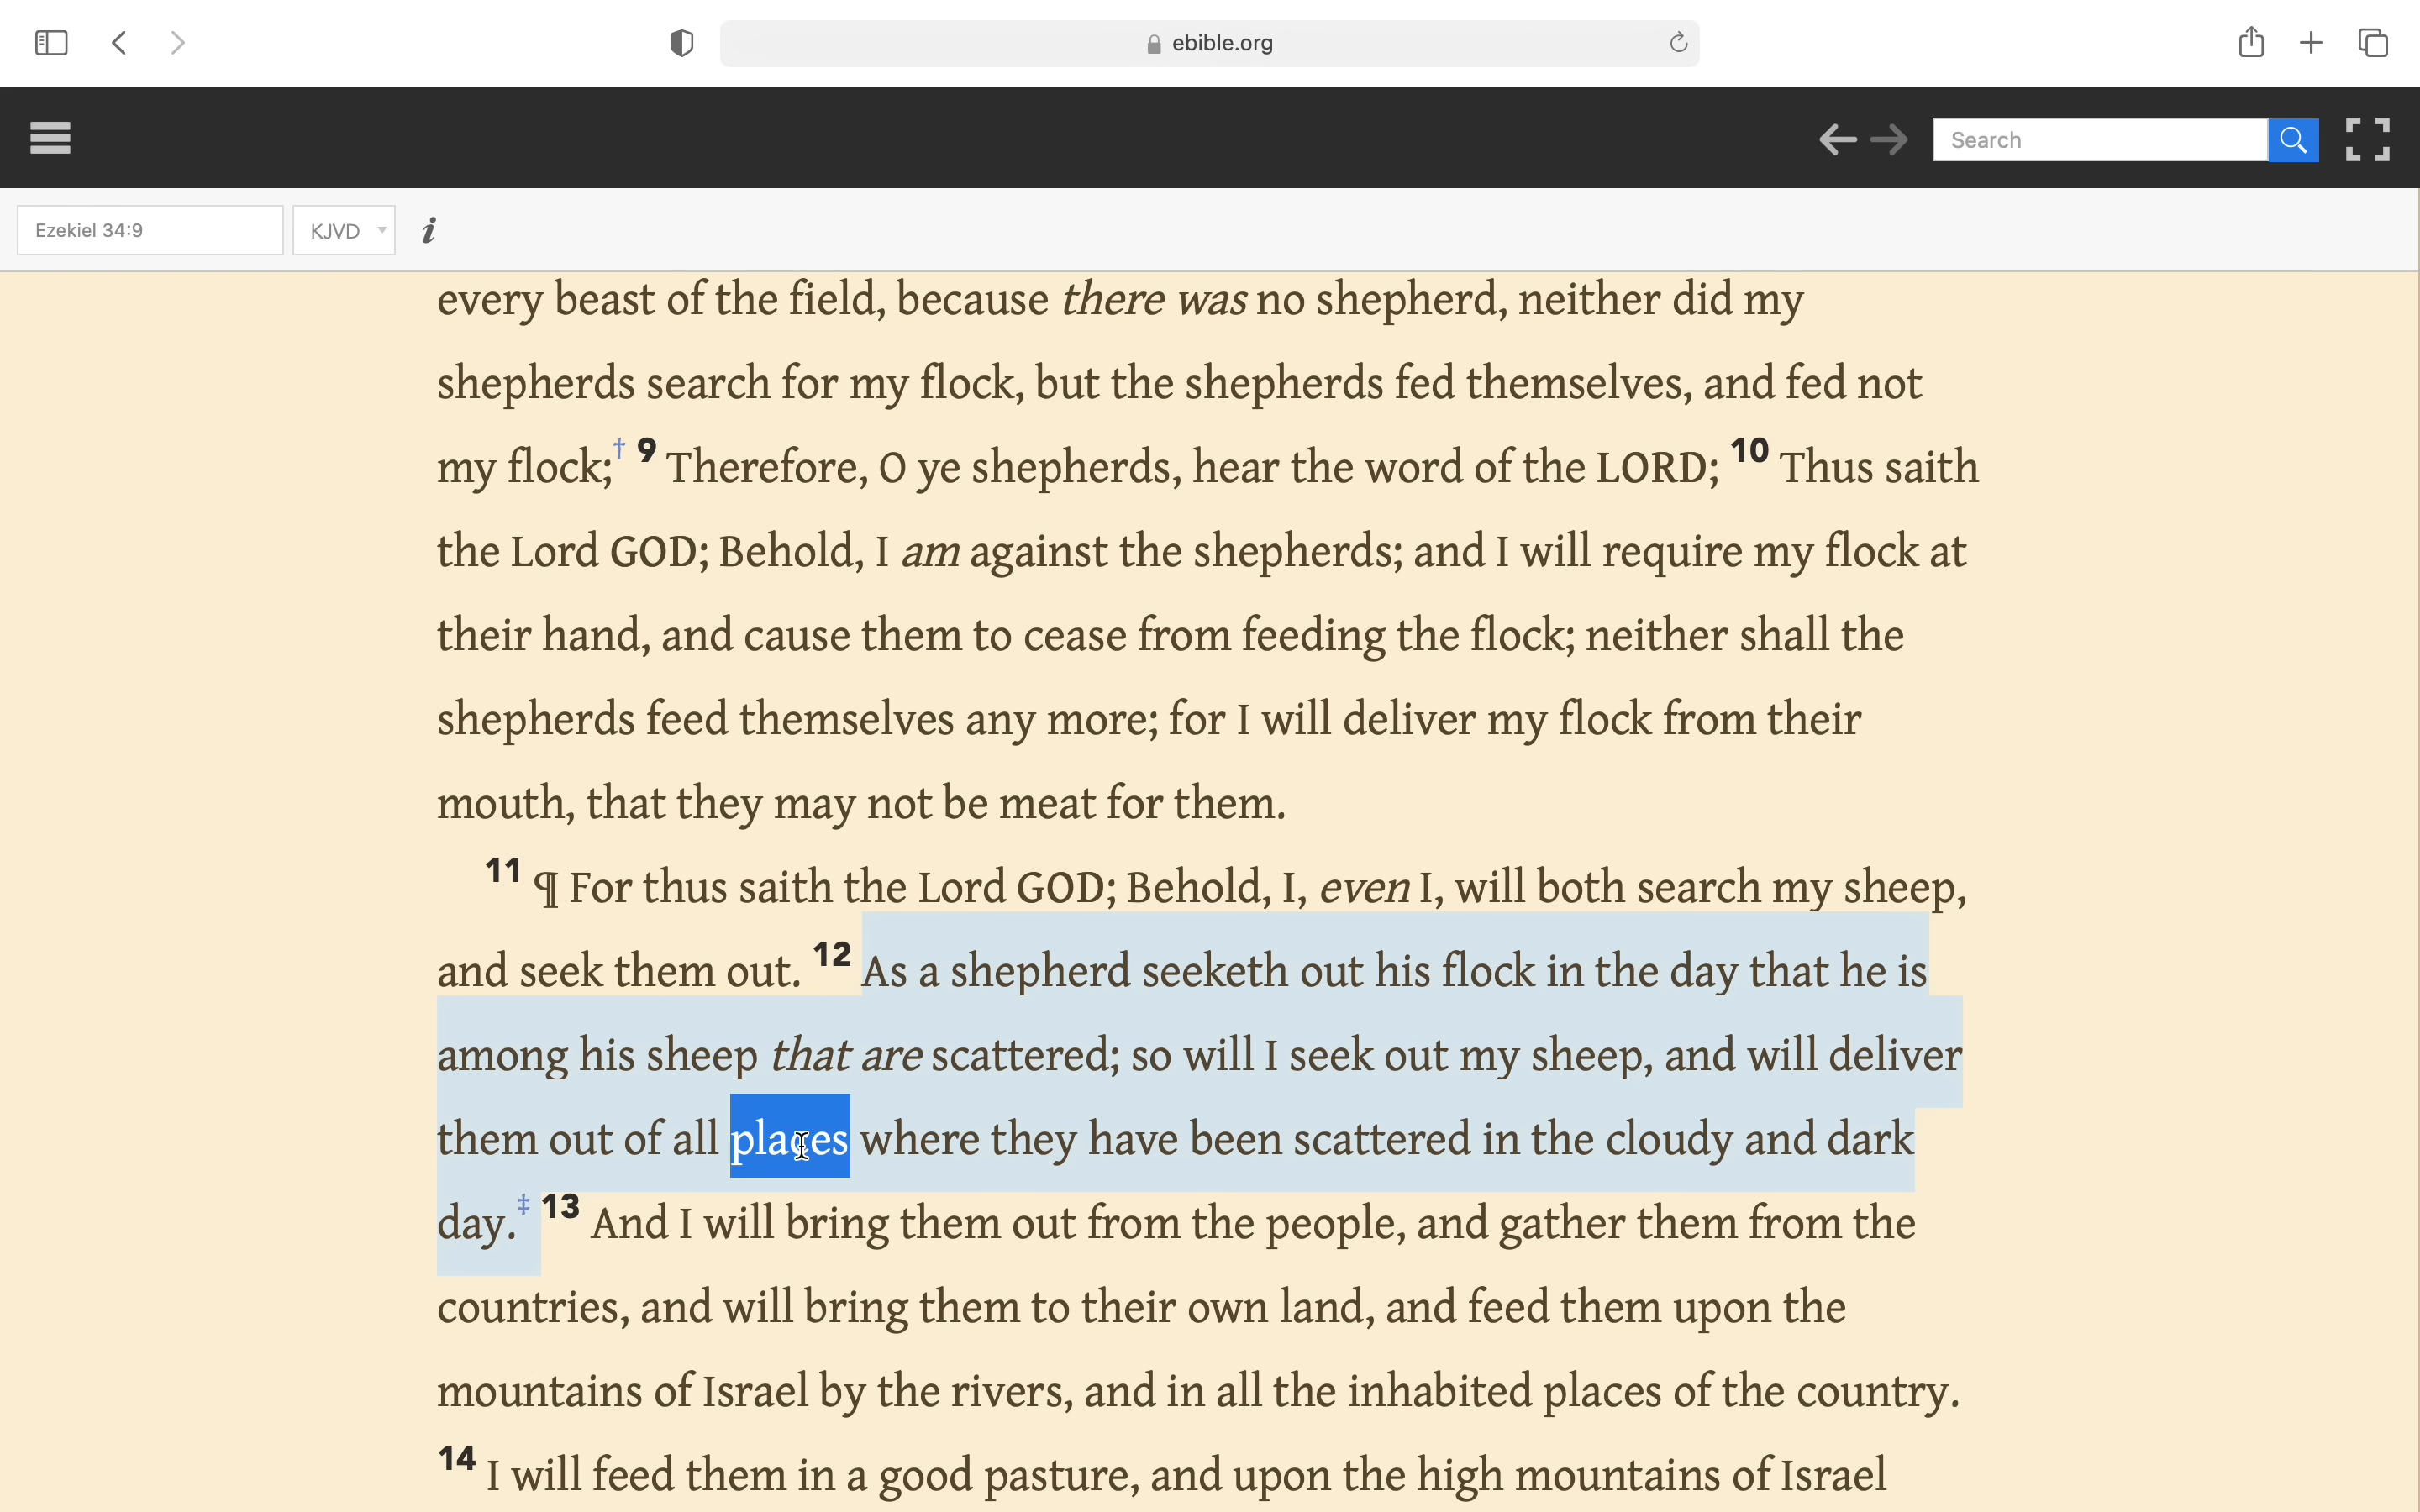 ebible.org
Search
Ezekiel 34:9
KJVD
i
every beast of the field, because there was no shepherd, neither did my
shepherds search for my flock, but the shepherds fed themselves, and fed not
my flock;† 9 Therefore, O ye shepherds, hear the word of the LORD; 10 Thus saith
the Lord GOD; Behold, I am against the shepherds; and I will require my flock at
their hand, and cause them to cease from feeding the flock; neither shall the
shepherds feed themselves any more; for I will deliver my flock from their
mouth, that they may not be meat for them.
11 ¶ For thus saith the Lord GOD; Behold, I, even I, will both search my sheep,
and seek them out. 12 As a shepherd seeketh out his flock in the day that he is
among his sheep that are scattered; so will I seek out my sheep, and will deliver
them out of all places where they have been scattered in the cloudy and dark
day.‡ 13 And I will bring them out from the people, and gather them from the
countries, and will bring them to their own land, and feed them upon the
mountains of Israel by the rivers, and in all the inhabited places of the country.
14 I will feed them in a good pasture, and upon the high mountains of Israel